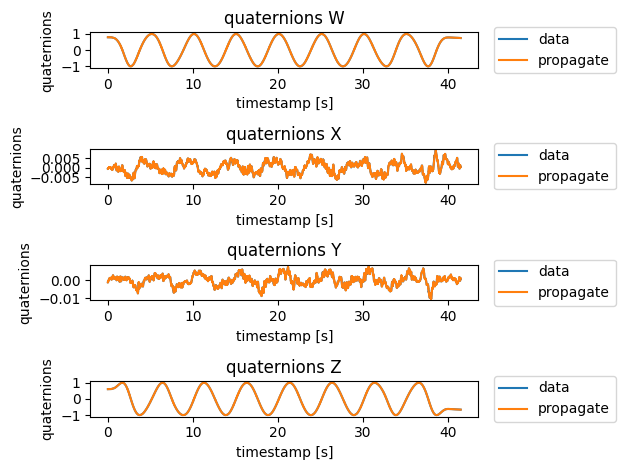 quaternions W
quaternions
1
0
−1
0 10 20 30 40
timestamp [s]
data
propagate
quaternions X
quaternions
0.005
0.000
−0.005
0 10 20 30 40
timestamp [s]
data
propagate
quaternions Y
quaternions
0.00
−0.01
0 10 20 30 40
timestamp [s]
data
propagate
quaternions Z
quaternions
1
0
−1
0 10 20 30 40
timestamp [s]
data
propagate